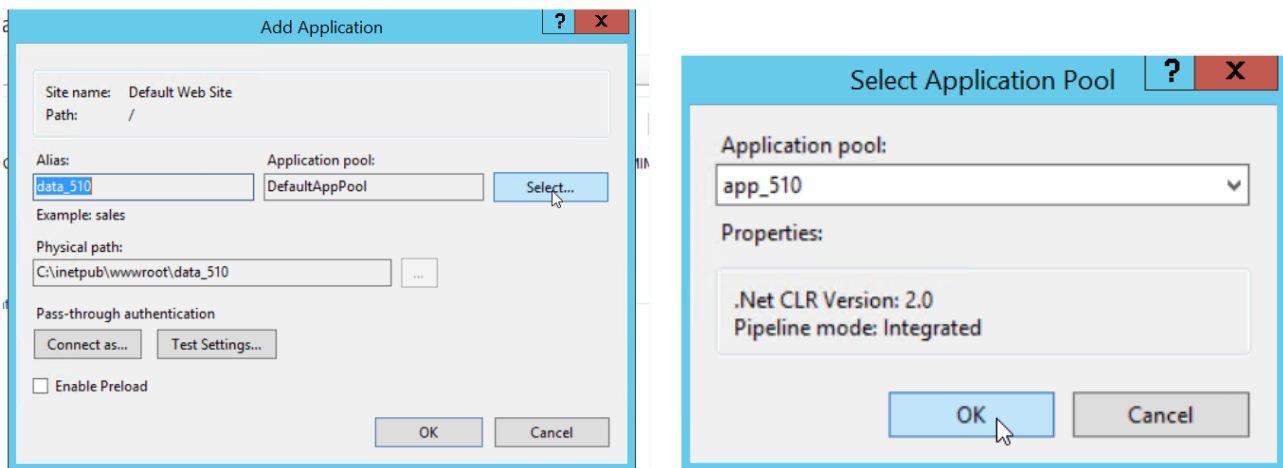 Add Application
? X
Site name: Default Web Site
Path: /
Alias:
Application pool:
data_510
DefaultAppPool
Select...
Example: sales
Physical path:
C:\inetpub\wwwroot\data_510
...
Pass-through authentication
Connect as...
Test Settings...
Enable Preload
OK
Cancel
Select Application Pool
? X
Application pool:
app_510
Properties:
.Net CLR Version: 2.0
Pipeline mode: Integrated
OK
Cancel